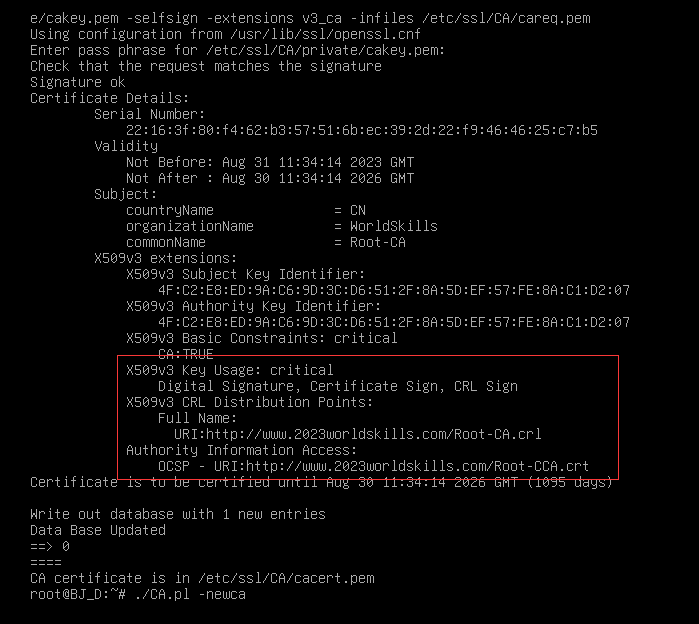 e/cakey.pem -selfsign -extensions v3_ca -infiles /etc/ssl/CA/careq.pem
Using configuration from /usr/lib/ssl/openssl.cnf
Enter pass phrase for /etc/ssl/CA/private/cakey.pem:
Check that the request matches the signature
Signature ok
Certificate Details:
        Serial Number:
            22:16:3f:80:f4:62:b3:57:51:6b:ec:39:2d:22:f9:46:46:25:c7:b5
        Validity
            Not Before: Aug 31 11:34:14 2023 GMT
            Not After : Aug 30 11:34:14 2026 GMT
        Subject:
            countryName               = CN
            organizationName          = WorldSkills
            commonName                = Root-CA
        X509v3 extensions:
            X509v3 Subject Key Identifier:
                4F:C2:E8:ED:9A:C6:9D:3C:D6:51:2F:8A:5D:EF:57:FE:8A:C1:D2:07
            X509v3 Authority Key Identifier:
                4F:C2:E8:ED:9A:C6:9D:3C:D6:51:2F:8A:5D:EF:57:FE:8A:C1:D2:07
            X509v3 Basic Constraints: critical
                CA:TRUE
            X509v3 Key Usage: critical
                Digital Signature, Certificate Sign, CRL Sign
            X509v3 CRL Distribution Points:
                Full Name:
                  URI:http://www.2023worldskills.com/Root-CA.crl
            Authority Information Access:
                OCSP - URI:http://www.2023worldskills.com/Root-CCA.crt
Certificate is to be certified until Aug 30 11:34:14 2026 GMT (1095 days)
Write out database with 1 new entries
Data Base Updated
==> 0
====
CA certificate is in /etc/ssl/CA/cacert.pem
root@BJ_D:~# ./CA.pl -newca